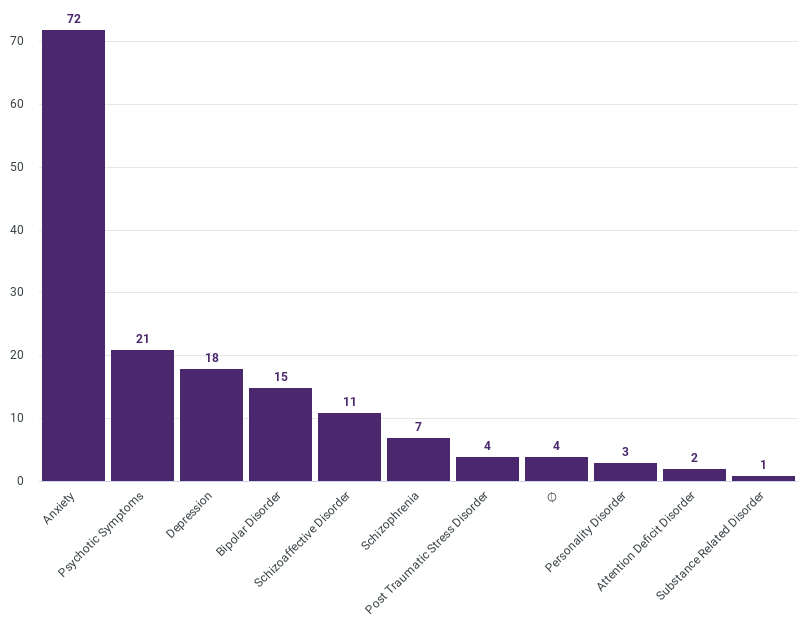 72
70
60
50
40
30
21
20
18
15
11
10
7
4
4
3
2
1
0
Anxiety
Psychotic Symptoms
Depression
Bipolar Disorder
Schizoaffective Disorder
Schizophrenia
Post Traumatic Stress Disorder
∅
Personality Disorder
Attention Deficit Disorder
Substance Related Disorder